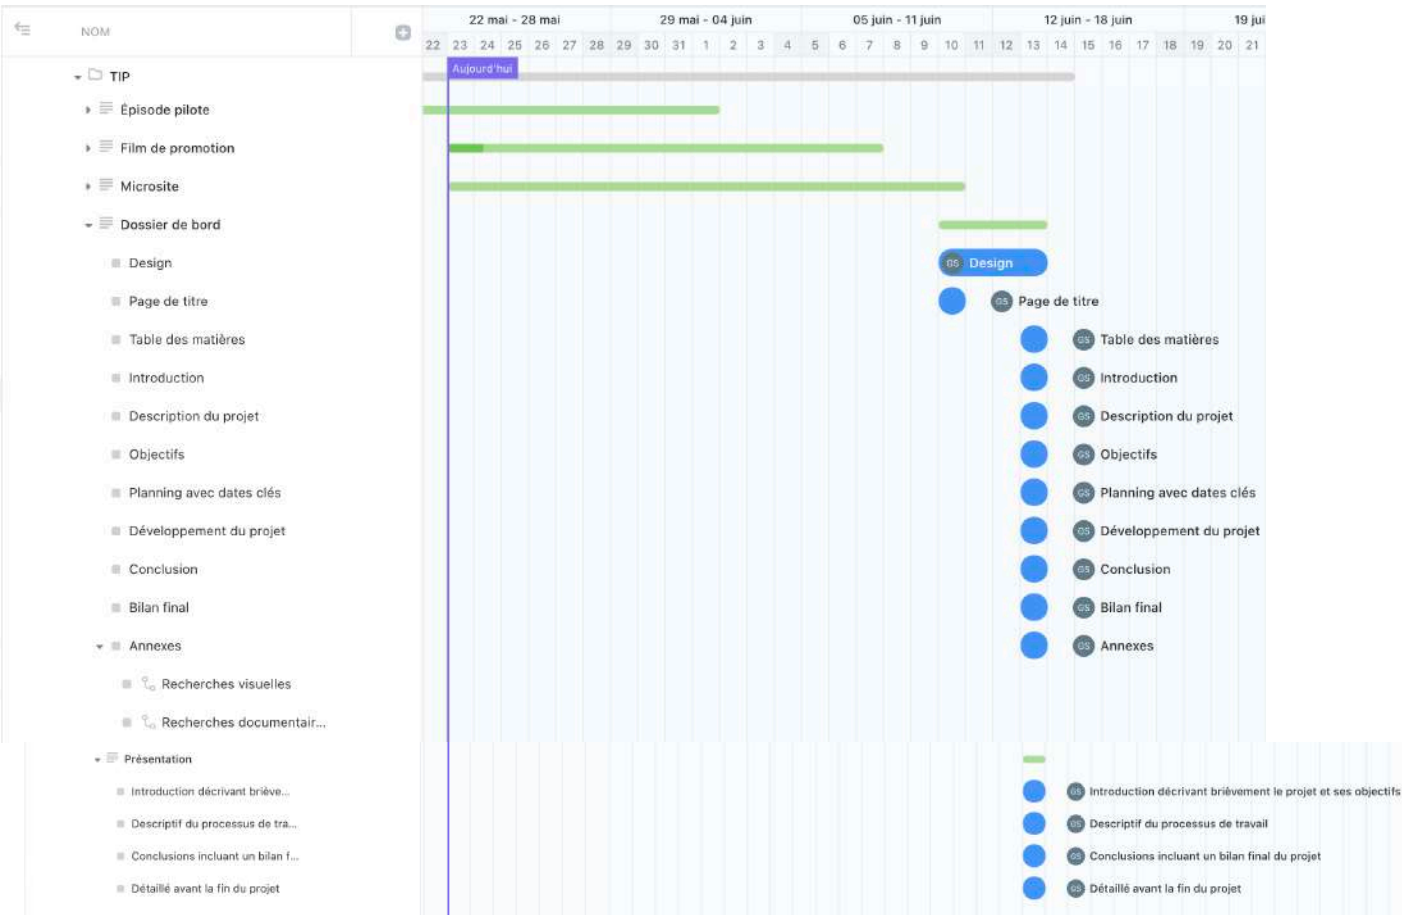 22 mai - 28 mai 29 mai - 04 juin 05 juin - 11 juin 12 juin - 18 juin 19 jui
NOM
22 23 24 25 26 27 28 29 30 31 1 2 3 4 5 6 7 8 9 10 11 12 13 14 15 16 17 18 19 20 21
Aujourd'hui
TIP
Épisode pilote
Film de promotion
Microsite
Dossier de bord
Design GS Design
Page de titre GS Page de titre
Table des matières GS Table des matières
Introduction GS Introduction
Description du projet GS Description du projet
Objectifs GS Objectifs
Planning avec dates clés GS Planning avec dates clés
Développement du projet GS Développement du projet
Conclusion GS Conclusion
Bilan final GS Bilan final
Annexes GS Annexes
Recherches visuelles
Recherches documentair...
Présentation
Introduction décrivant briève... GS Introduction décrivant brièvement le projet et ses objectifs
Descriptif du processus de tra... GS Descriptif du processus de travail
Conclusions incluant un bilan f... GS Conclusions incluant un bilan final du projet
Détaillé avant la fin du projet GS Détaillé avant la fin du projet